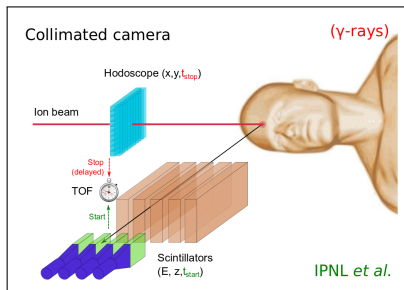 Collimated camera
(γ-rays)
Hodoscope (x,y,tstop)
Ion beam
Stop
(delayed)
TOF
Start
Scintillators
(E, z,tstart)
IPNL et al.